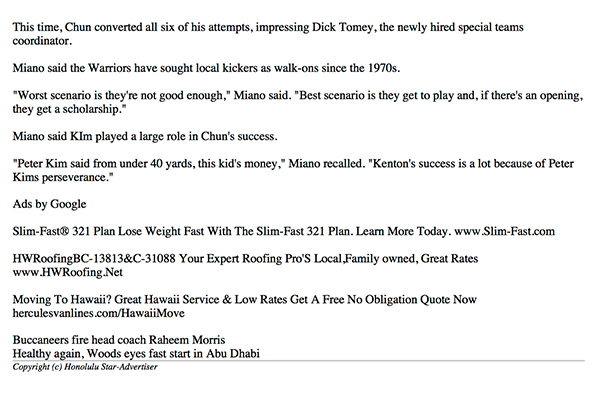 This time, Chun converted all six of his attempts, impressing Dick Tomey, the newly hired special teams
coordinator.
Miano said the Warriors have sought local kickers as walk-ons since the 1970s.
"Worst scenario is they're not good enough," Miano said. "Best scenario is they get to play and, if there's an opening,
they get a scholarship."
Miano said KIm played a large role in Chun's success.
"Peter Kim said from under 40 yards, this kid's money," Miano recalled. "Kenton's success is a lot because of Peter
Kims perseverance."
Ads by Google
Slim-Fast® 321 Plan Lose Weight Fast With The Slim-Fast 321 Plan. Learn More Today. www.Slim-Fast.com
HWRoofingBC-13813&C-31088 Your Expert Roofing Pro'S Local,Family owned, Great Rates
www.HWRoofing.Net
Moving To Hawaii? Great Hawaii Service & Low Rates Get A Free No Obligation Quote Now
herculesvanlines.com/HawaiiMove
Buccaneers fire head coach Raheem Morris
Healthy again, Woods eyes fast start in Abu Dhabi
Copyright (c) Honolulu Star-Advertiser